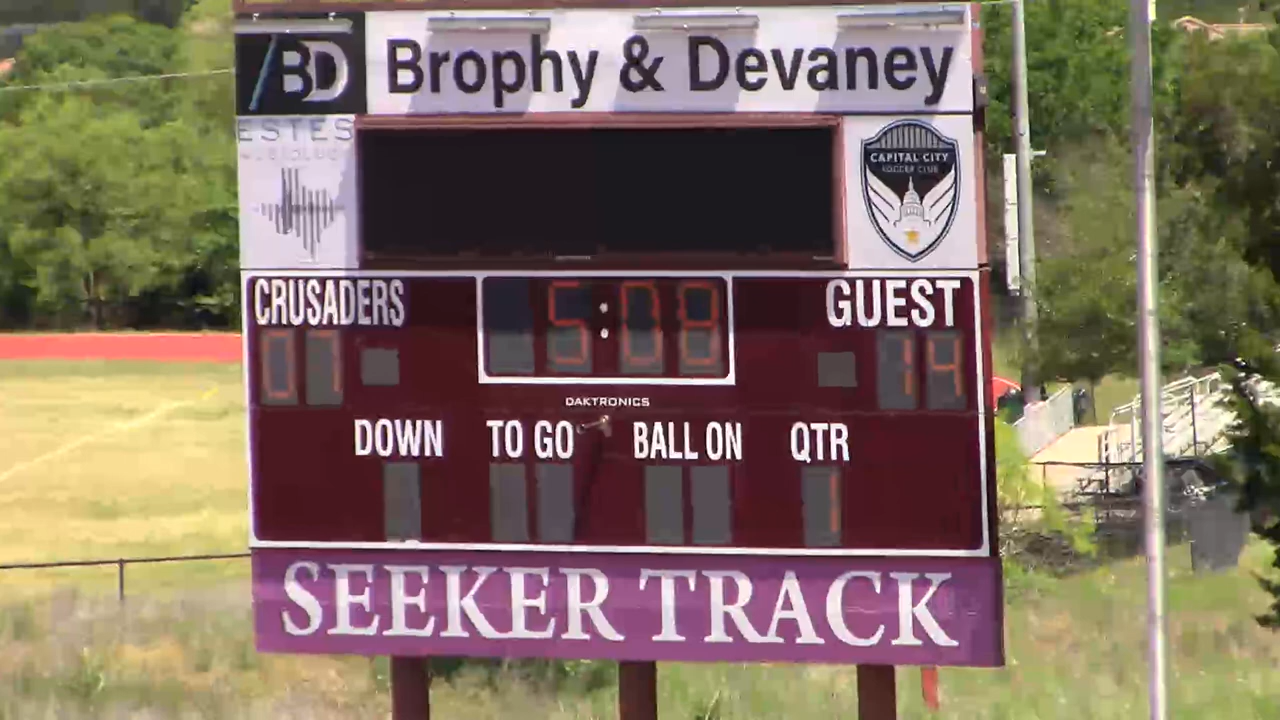 BD
Brophy & Devaney
ESTES
CAPITAL CITY
SOCCER CLUB
CRUSADERS
5:08
GUEST
07
14
DAKTRONICS
DOWN
TO GO
BALL ON
QTR
1
SEEKER TRACK